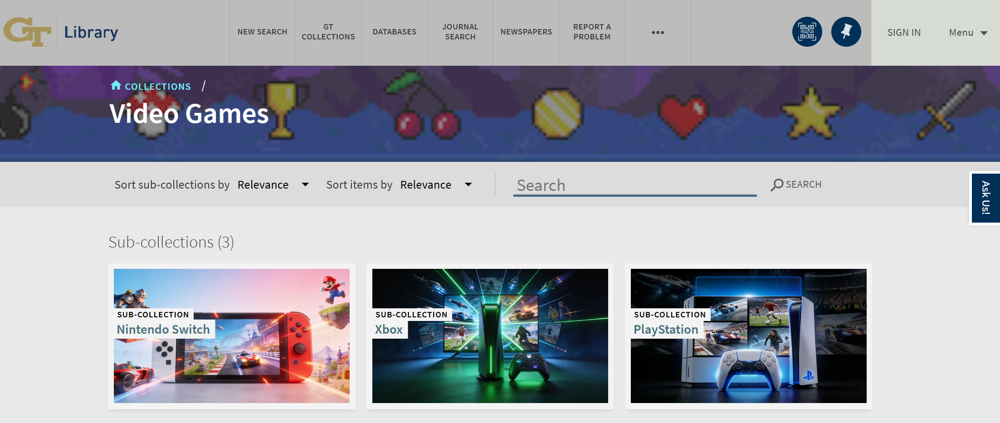 GT Library
NEW SEARCH
GT
COLLECTIONS
DATABASES
JOURNAL
SEARCH
NEWSPAPERS
REPORT A
PROBLEM
SIGN IN
Menu
COLLECTIONS /
Video Games
Sort sub-collections by Relevance
Sort items by Relevance
Search
SEARCH
Ask Us!
Sub-collections (3)
SUB-COLLECTION
Nintendo Switch
SUB-COLLECTION
Xbox
SUB-COLLECTION
PlayStation